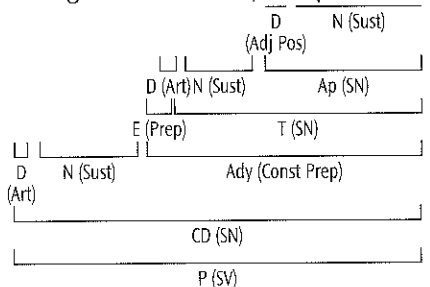 D N (Sust)
(Adj Pos)
D (Art) N (Sust) Ap (SN)
E (Prep) T (SN)
D N (Sust) Ady (Const Prep)
(Art)
CD (SN)
P (SV)